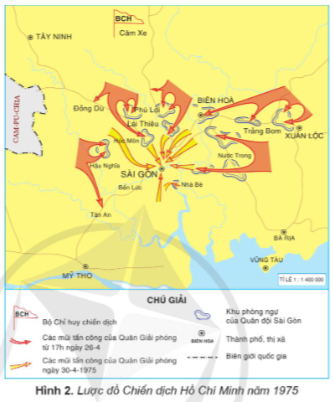 BCH
Căm Xe
TÂY NINH
CAM-PU-CHIA
Đồng Dù
Phú Lợi
Lái Thiêu
BIÊN HOÀ
Hóc Môn
Trảng Bom
XUÂN LỘC
Hậu Nghĩa
Nước Trong
SÀI GÒN
Bến Lức
Nhà Bè
Tân An
BÀ RỊA
MỸ THO
VŨNG TÀU
TỈ LỆ 1 : 1 400 000
CHÚ GIẢI
BCH
Bộ Chỉ huy chiến dịch
Các mũi tấn công của Quân Giải phóng
từ 17h ngày 26-4
Các mũi tấn công của Quân Giải phóng
ngày 30-4-1975
Khu phòng ngự
của Quân đội Sài Gòn
BIÊN HOÀ
Thành phố, thị xã
Biên giới quốc gia
Hình 2. Lược đồ Chiến dịch Hồ Chí Minh năm 1975